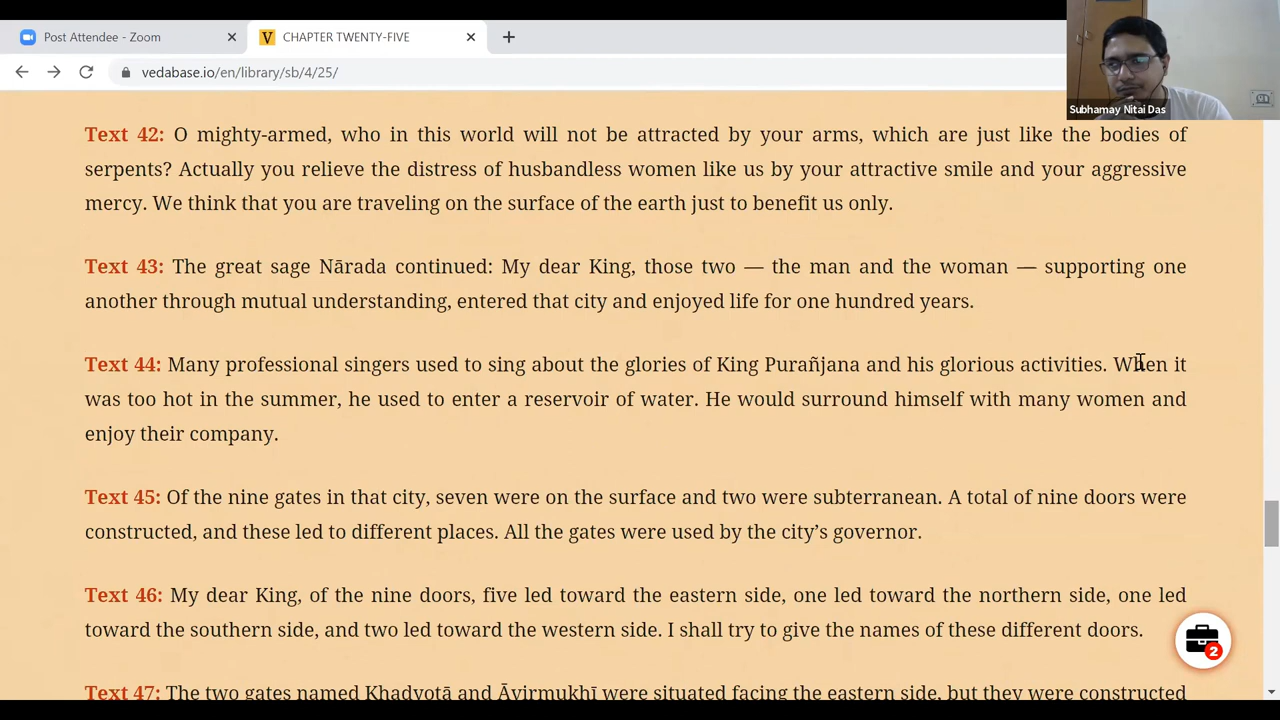 Post Attendee - Zoom
CHAPTER TWENTY-FIVE
vedabase.io/en/library/sb/4/25/
Subhamay Nitai Das
Text 42: O mighty-armed, who in this world will not be attracted by your arms, which are just like the bodies of
serpents? Actually you relieve the distress of husbandless women like us by your attractive smile and your aggressive
mercy. We think that you are traveling on the surface of the earth just to benefit us only.
Text 43: The great sage Nārada continued: My dear King, those two — the man and the woman — supporting one
another through mutual understanding, entered that city and enjoyed life for one hundred years.
Text 44: Many professional singers used to sing about the glories of King Purañjana and his glorious activities. When it
was too hot in the summer, he used to enter a reservoir of water. He would surround himself with many women and
enjoy their company.
Text 45: Of the nine gates in that city, seven were on the surface and two were subterranean. A total of nine doors were
constructed, and these led to different places. All the gates were used by the city’s governor.
Text 46: My dear King, of the nine doors, five led toward the eastern side, one led toward the northern side, one led
toward the southern side, and two led toward the western side. I shall try to give the names of these different doors.
2
Text 47: The two gates named Khadyotā and Āvirmukhī were situated facing the eastern side, but they were constructed